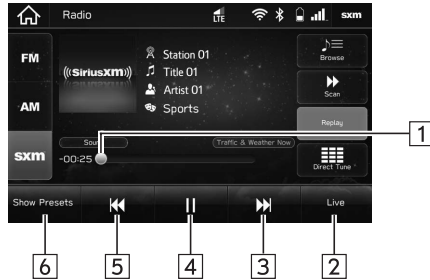 Radio
LTE
sxm
FM
AM
sxm
((SiriusXM))
Station 01
Title 01
Artist 01
Sports
Browse
Scan
Replay
Direct Tune
Traffic & Weather Now
-00:25
Show Presets
Live
1
6
5
4
3
2